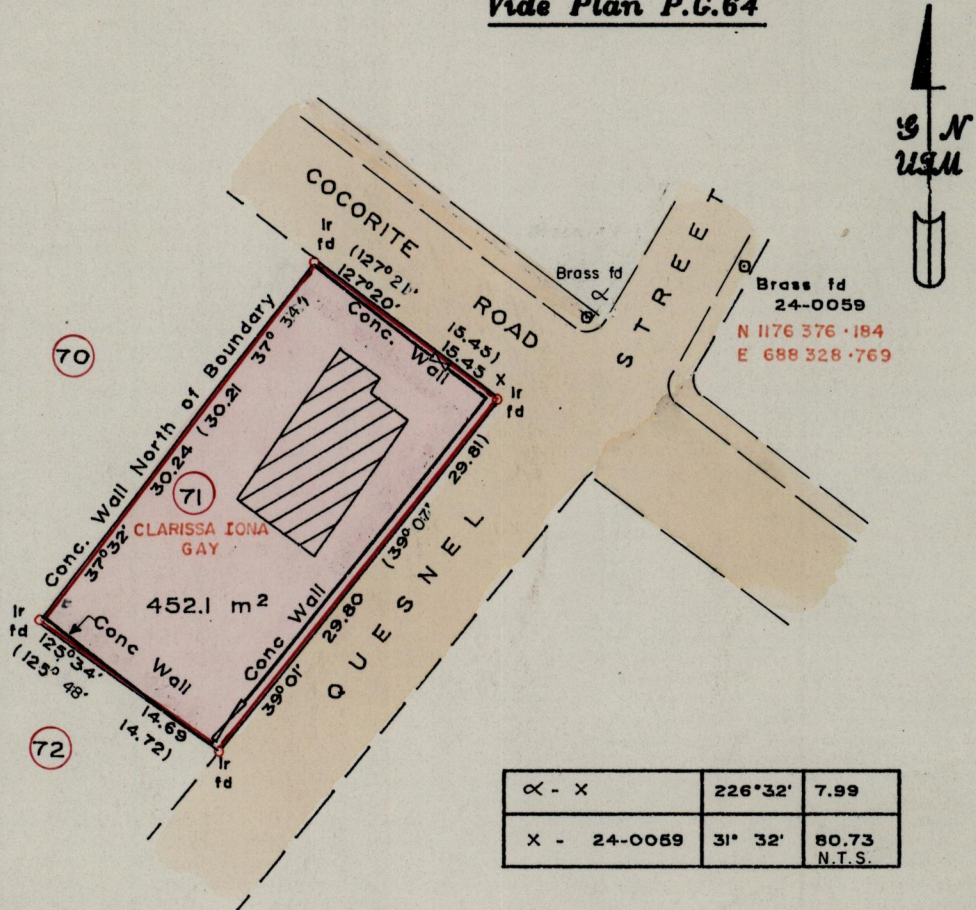 Vide Plan P.G.64
G N
UTM
COCORITE ROAD
QUESNEL STREET
Ir
fd
(127° 21'
127° 20'
15.45)
15.45
Conc. Wall
X
Ir
fd
Brass fd
α
Brass fd
24-0059
N 1176 376 .184
E 688 328 .769
70
Conc. Wall North of Boundary
37° 34')
(30.21
30.24
37° 32'
71
CLARISSA IONA
GAY
452.1 m²
29.81)
(39° 07'
29.80
39° 01'
Conc Wall
Ir
fd
Conc Wall
125° 34'
(125° 48'
14.69
14.72)
72
Ir
fd
α - X 226°32' 7.99
X - 24-0059 31° 32' 80.73
N.T.S.